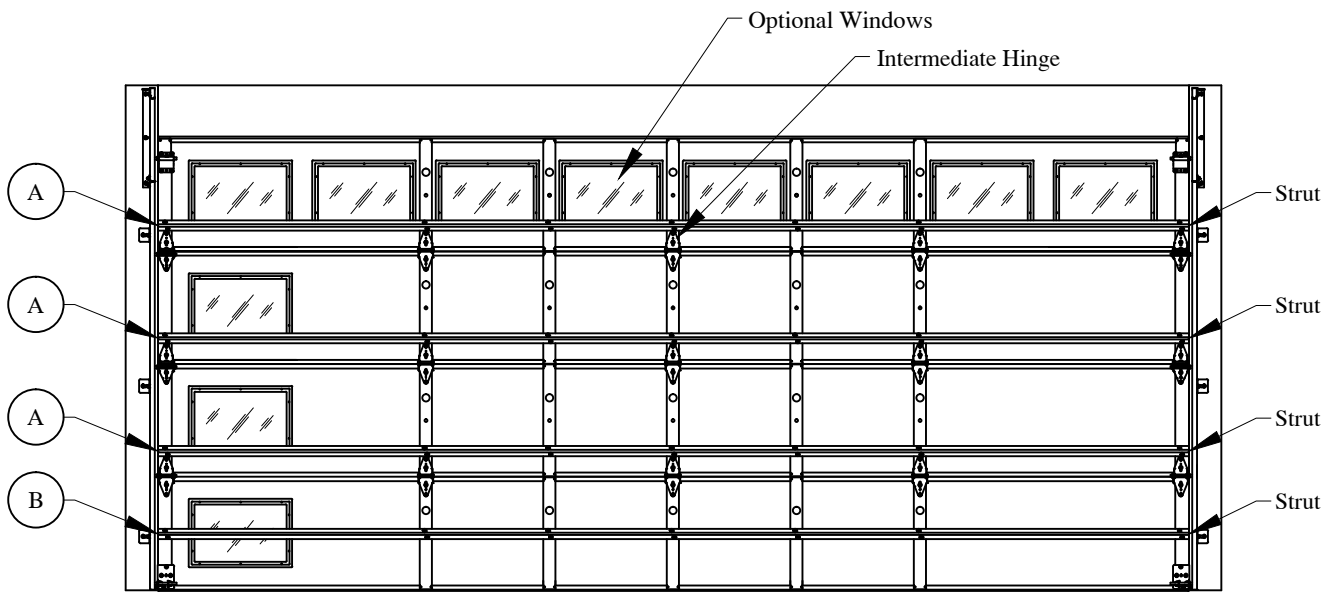 Optional Windows
Intermediate Hinge
A
Strut
A
Strut
A
Strut
B
Strut